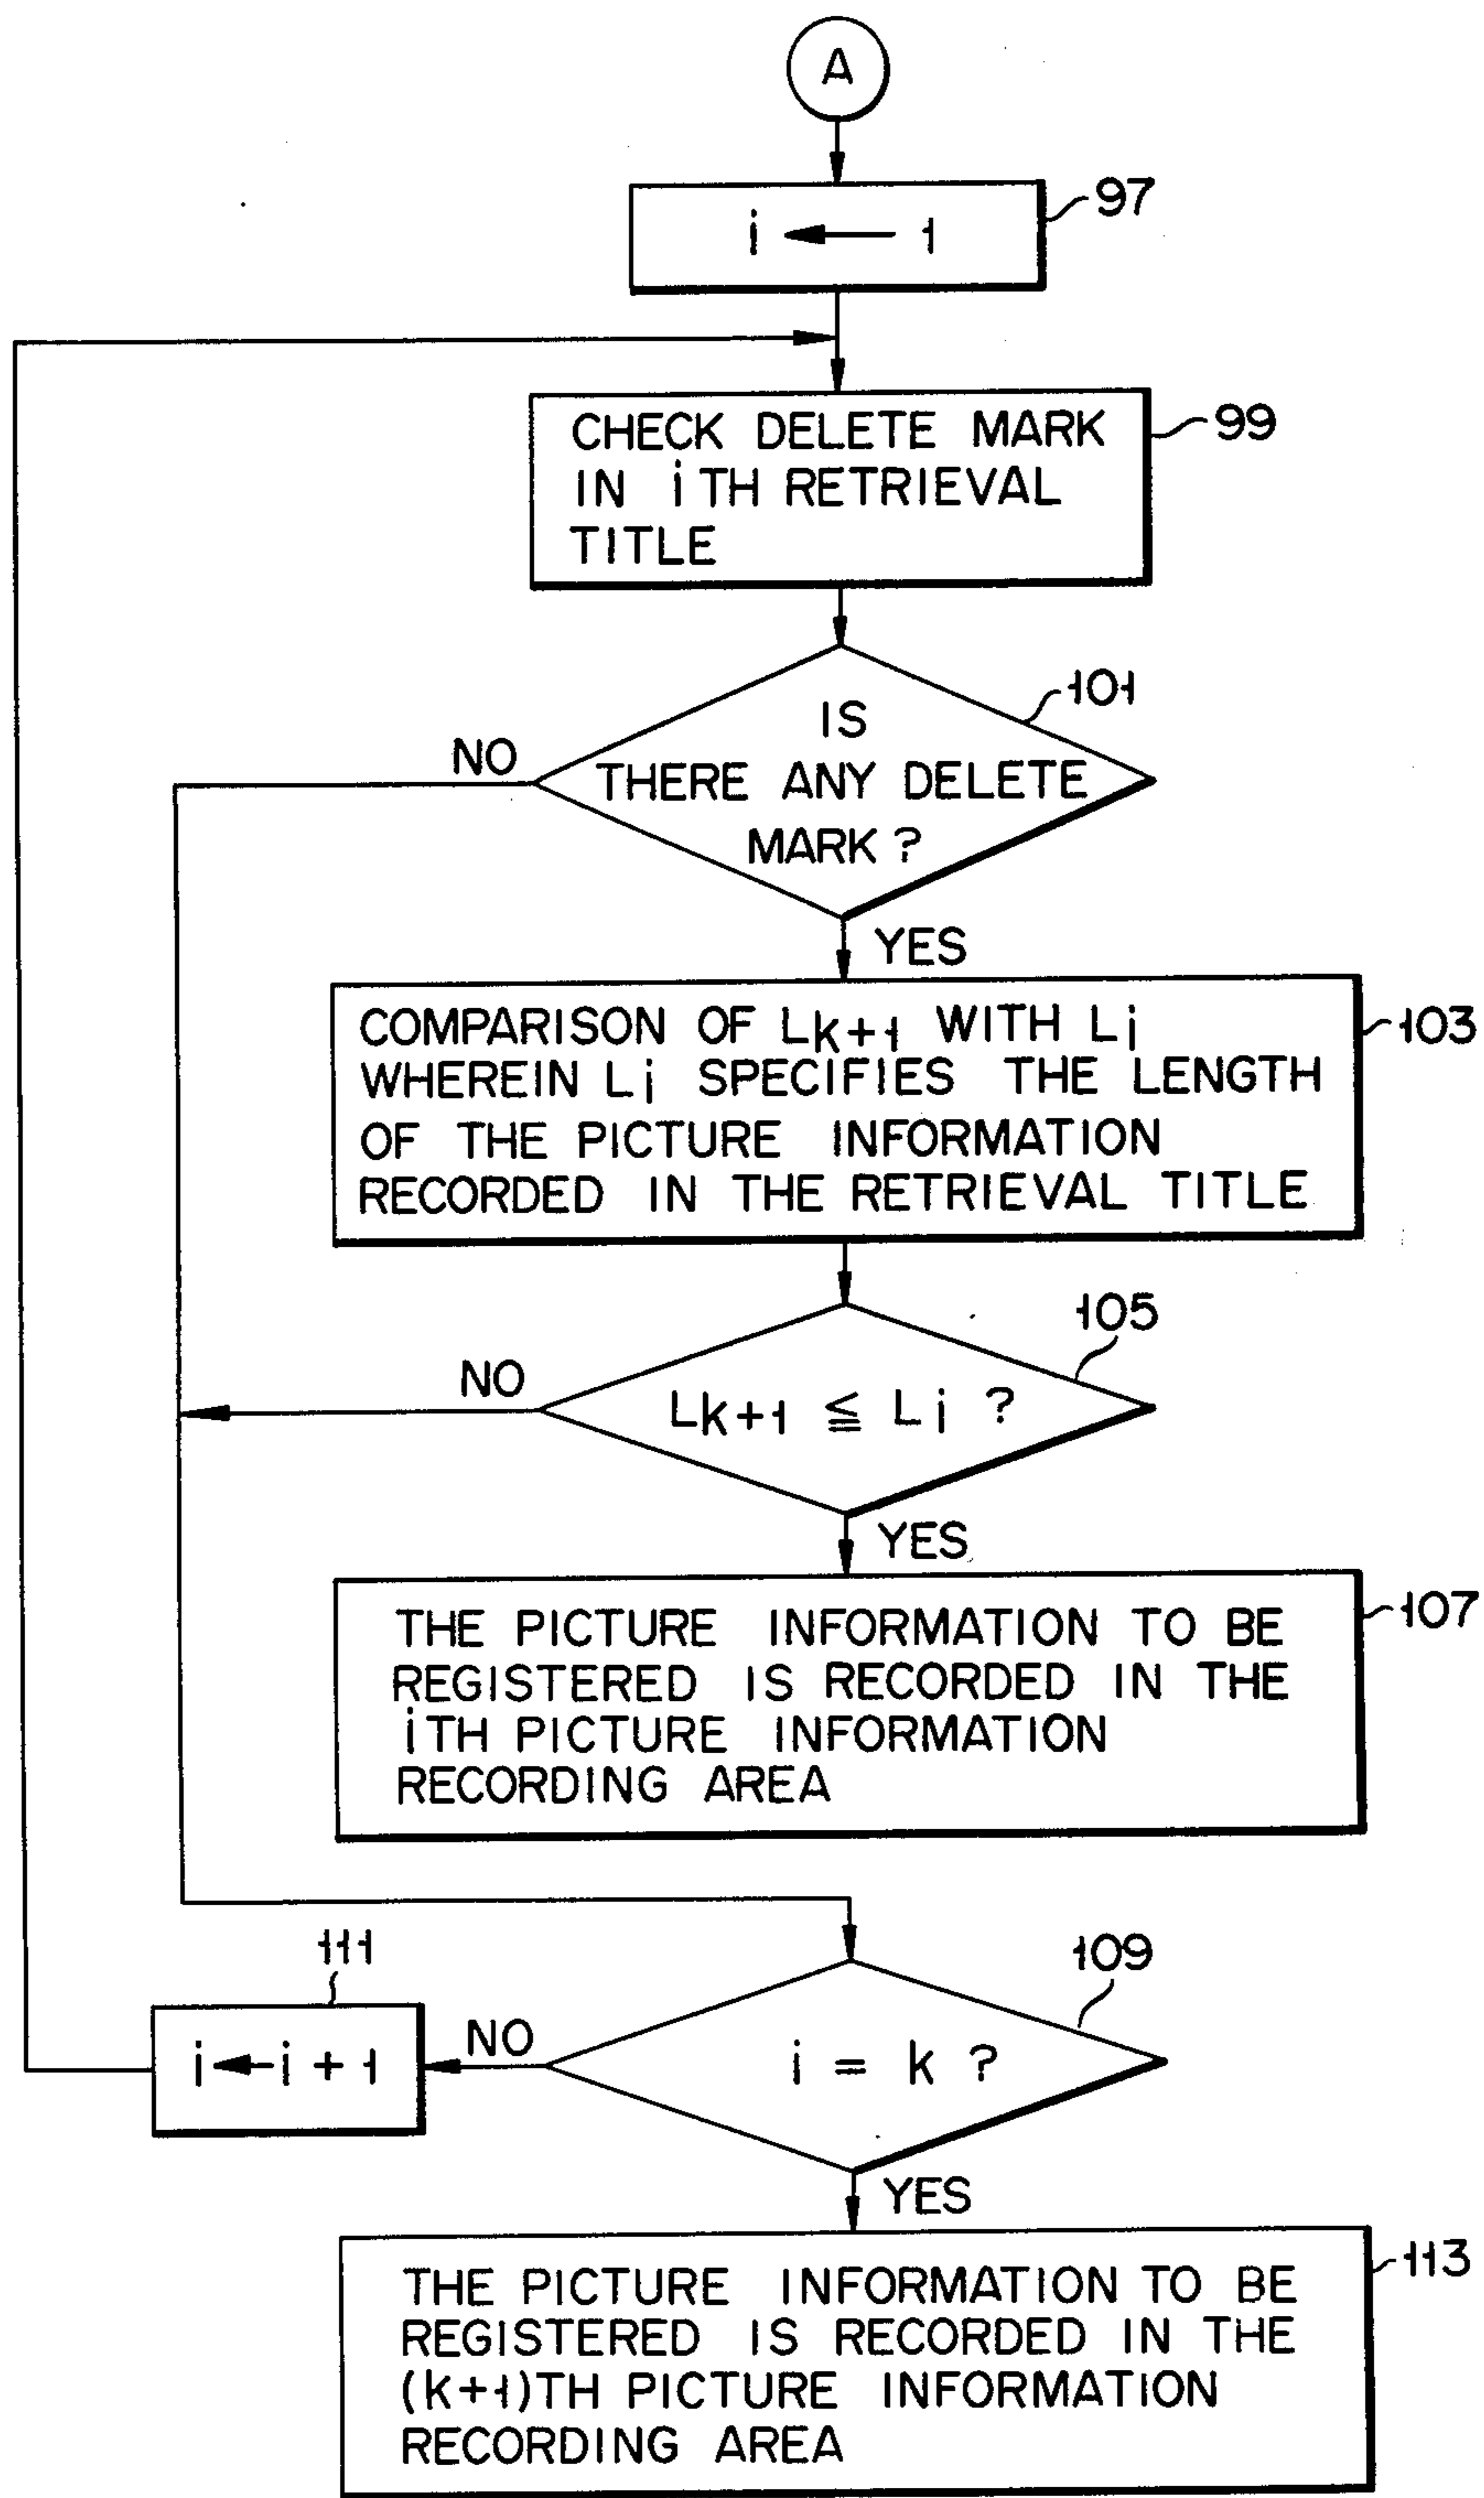 A
i ← 1
97
CHECK DELETE MARK
IN iTH RETRIEVAL
TITLE
99
IS
THERE ANY DELETE
MARK ?
101
NO
YES
COMPARISON OF Lk+1 WITH Li
WHEREIN Li SPECIFIES THE LENGTH
OF THE PICTURE INFORMATION
RECORDED IN THE RETRIEVAL TITLE
103
105
NO
Lk+1 ≦ Li ?
YES
THE PICTURE INFORMATION TO BE
REGISTERED IS RECORDED IN THE
iTH PICTURE INFORMATION
RECORDING AREA
107
111
109
i ← i + 1
NO
i = k ?
YES
THE PICTURE INFORMATION TO BE
REGISTERED IS RECORDED IN THE
(k+1)TH PICTURE INFORMATION
RECORDING AREA
113